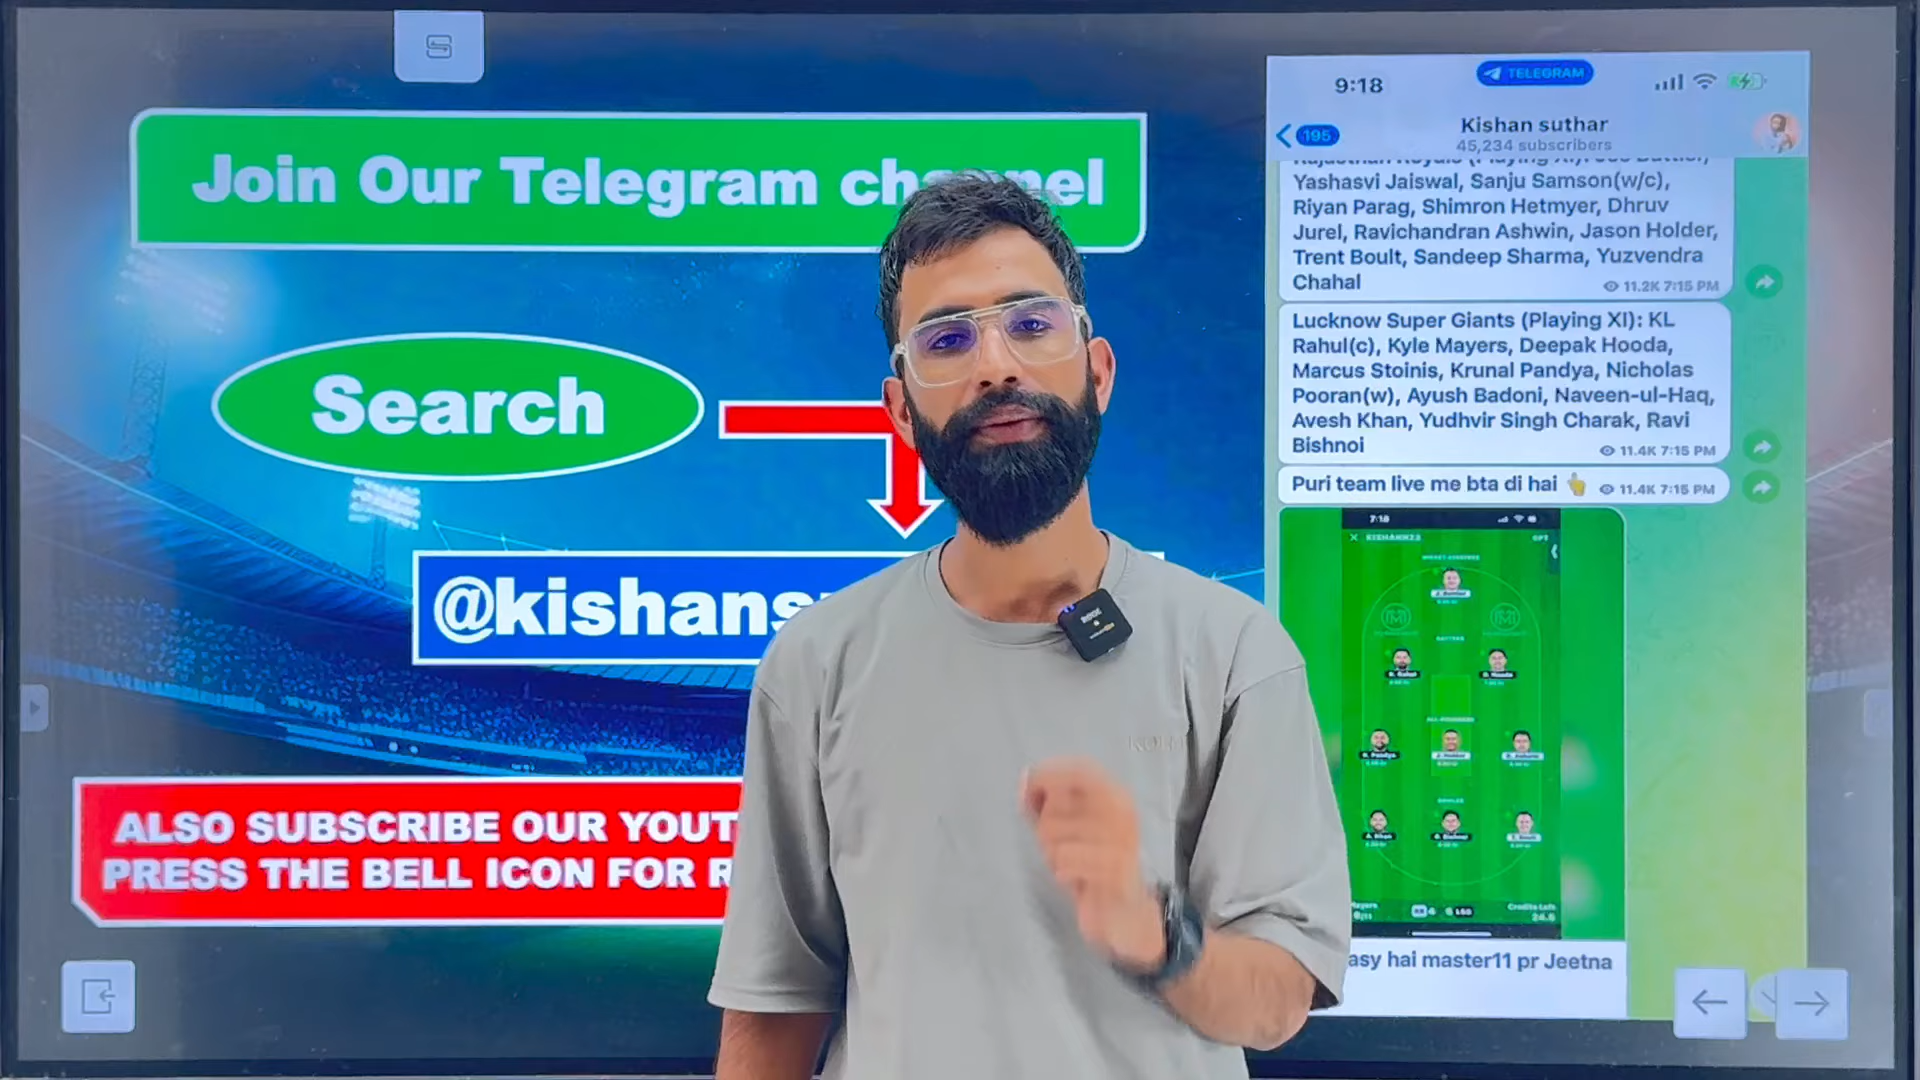 Join Our Telegram
Search
@kishans
ALSO SUBSCRIBE OUR
PRESS THE BELL ICON FOR
9:18
TELEGRAM
195
Kishan suthar
45,234 subscribers
Yashasvi Jaiswal, Sanju Samson(w/c),
Riyan Parag, Shimron Hetmyer, Dhruv
Jurel, Ravichandran Ashwin, Jason Holder,
Trent Boult, Sandeep Sharma, Yuzvendra
Chahal
11.2K 7:15 PM
Lucknow Super Giants (Playing XI): KL
Rahul(c), Kyle Mayers, Deepak Hooda,
Marcus Stoinis, Krunal Pandya, Nicholas
Pooran(w), Ayush Badoni, Naveen-ul-Haq,
Avesh Khan, Yudhvir Singh Charak, Ravi
Bishnoi
11.4K 7:15 PM
Puri team live me bta di hai
11.4K 7:15 PM
Credits Left
asy hai master11 pr Jeetna
RØDE